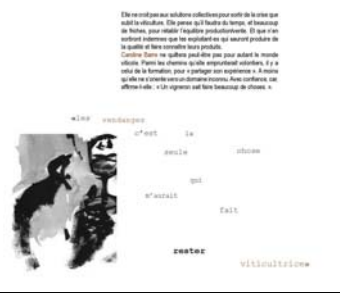 Elle ne croit pas aux solutions collectives pour sortir de la crise que
subit la viticulture. Elle pense qu'il faudra du temps, et beaucoup
de friches, pour rétablir l'équilibre production/vente. Et que n'en
sortiront indemnes que les exploitant-es qui sauront produire de
la qualité et faire connaître leurs produits.
Caroline Barre ne quittera peut-être pas pour autant le monde
viticole. Parmi les chemins qu'elle emprunterait volontiers, il y a
celui de la formation, pour « partager son expérience ». A moins
qu'elle ne s'oriente vers un domaine inconnu. Avec confiance, car,
affirme-t-elle : « Un vigneron sait faire beaucoup de choses. ».
«les vendanges
c'est la
seule chose
qui
m'aurait
fait
rester
viticultrice»